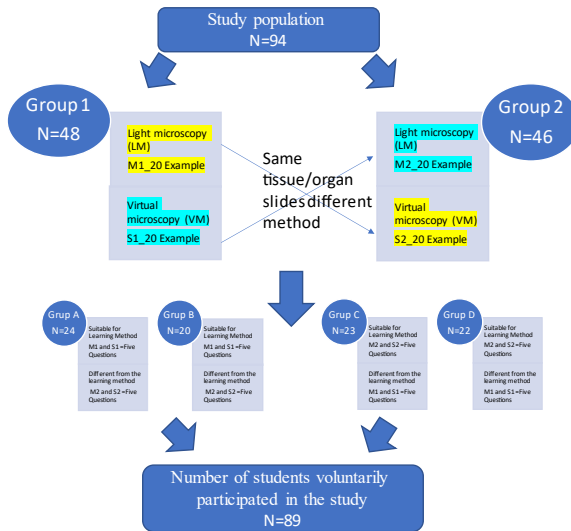 Study population
N=94
Group 1
N=48
Group 2
N=46
Light microscopy
(LM)
M1_20 Example
Virtual
microscopy (VM)
S1_20 Example
Same
tissue/organ
slides different
method
Light microscopy
(LM)
M2_20 Example
Virtual
microscopy (VM)
S2_20 Example
Grup A
N=24
Suitable for
Learning Method
M1 and S1=Five
Questions
Different from the
learning method
M2 and S2=Five
Questions
Grup B
N=20
Suitable for
Learning Method
M1 and S1=Five
Questions
Different from the
learning method
M2 and S2=Five
Questions
Grup C
N=23
Suitable for
Learning Method
M2 and S2=Five
Questions
Different from the
learning method
M1 and S1=Five
Questions
Grup D
N=22
Suitable for
Learning Method
M2 and S2=Five
Questions
Different from the
learning method
M1 and S1=Five
Questions
Number of students voluntarily
participated in the study
N=89